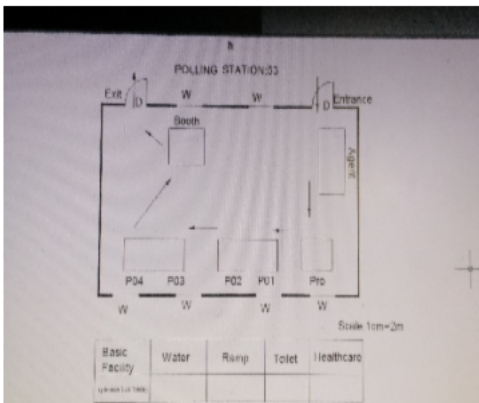 POLLING STATION:53
Exit
D
W
W
D
Entrance
Booth
Agent
P04
P03
P02
P01
Pro
W
W
W
W
Scale 1cm=2m
Basic Facility
Water
Ramp
Toilet
Healthcare